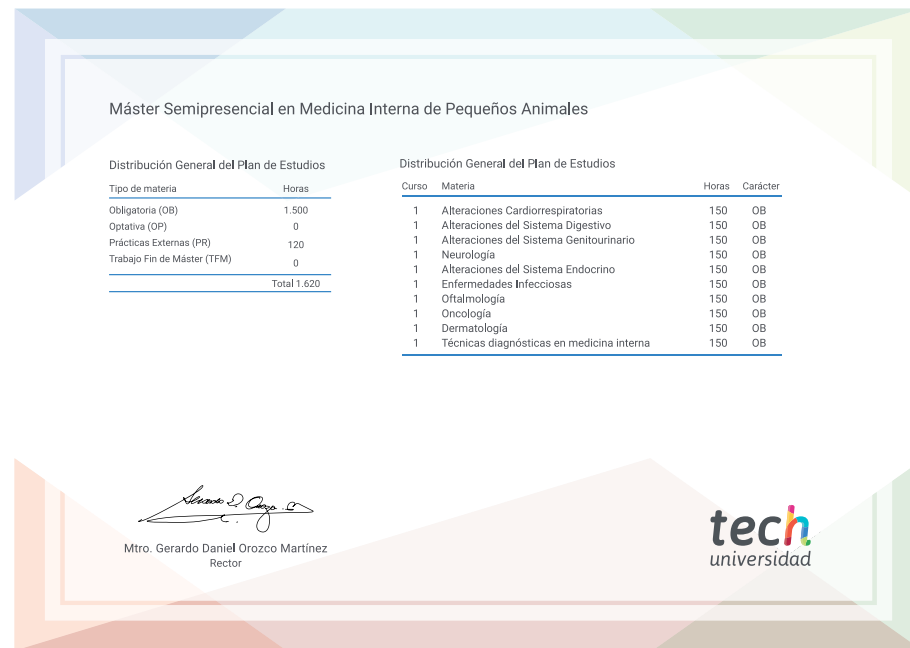 Máster Semipresencial en Medicina Interna de Pequeños Animales
Distribución General del Plan de Estudios
Tipo de materia Horas
Obligatoria (OB) 1.500
Optativa (OP) 0
Prácticas Externas (PR) 120
Trabajo Fin de Máster (TFM) 0
Total 1.620
Distribución General del Plan de Estudios
Curso Materia Horas Carácter
1 Alteraciones Cardiorrespiratorias 150 OB
1 Alteraciones del Sistema Digestivo 150 OB
1 Alteraciones del Sistema Genitourinario 150 OB
1 Neurología 150 OB
1 Alteraciones del Sistema Endocrino 150 OB
1 Enfermedades Infecciosas 150 OB
1 Oftalmología 150 OB
1 Oncología 150 OB
1 Dermatología 150 OB
1 Técnicas diagnósticas en medicina interna 150 OB
Mtro. Gerardo Daniel Orozco Martínez
Rector
tech
universidad